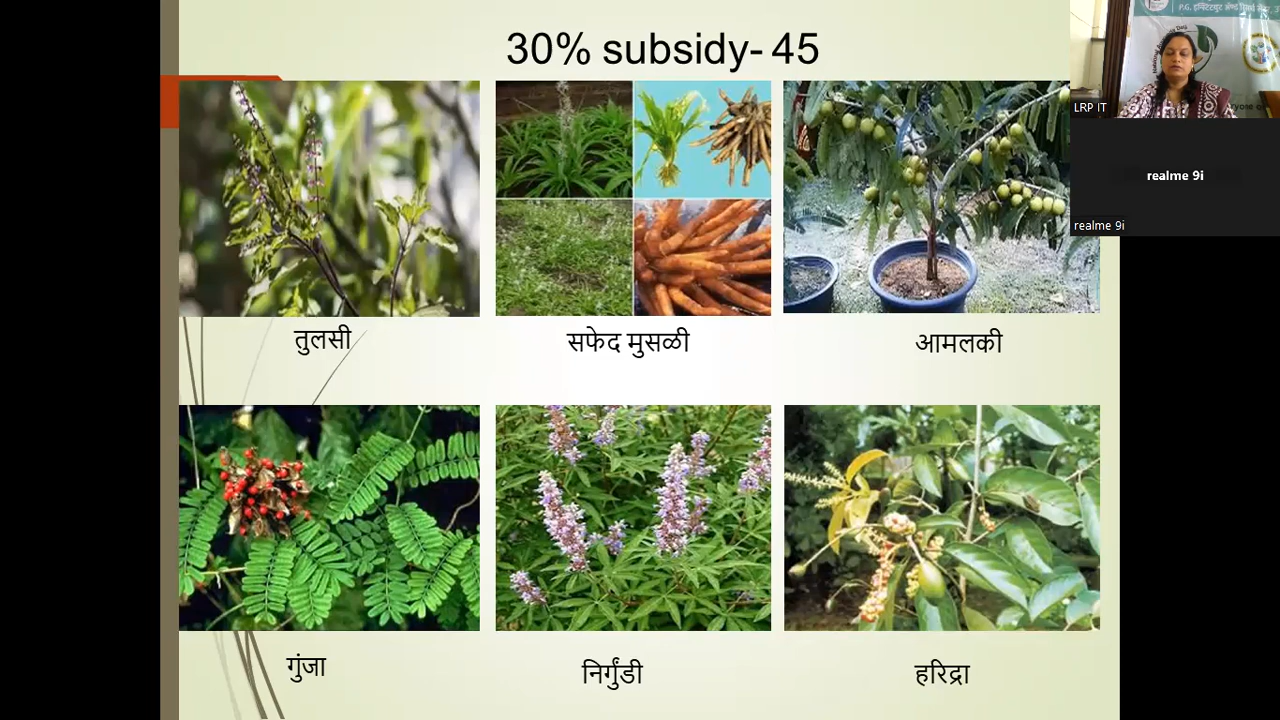 30% subsidy- 45
तुलसी
सफेद मुसळी
आमलकी
गुंजा
निर्गुंडी
हरिद्रा
LRP IT
realme 9i
realme 9i